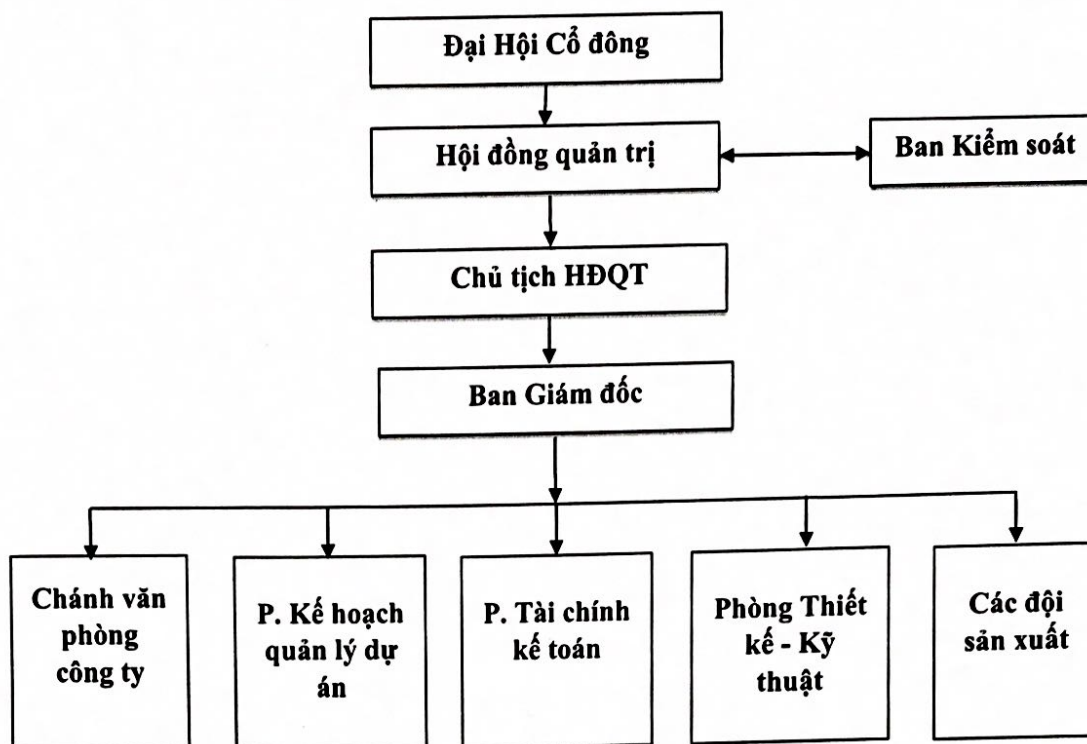 Đại Hội Cổ đông
Hội đồng quản trị
Ban Kiểm soát
Chủ tịch HĐQT
Ban Giám đốc
Chánh văn
phòng
công ty
P. Kế hoạch
quản lý dự
án
P. Tài chính
kế toán
Phòng Thiết
kế - Kỹ
thuật
Các đội
sản xuất